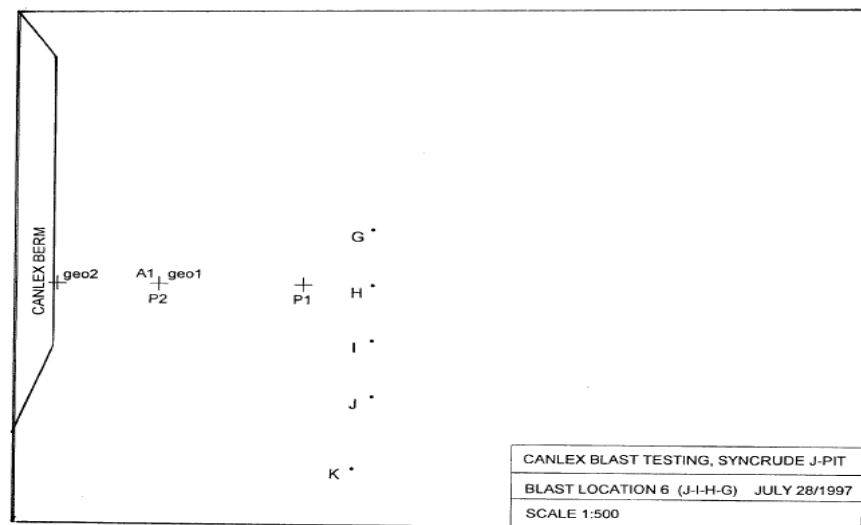 G
CANLEX BERM
geo2
A1 geo1
P2
P1
H
I
J
K
CANLEX BLAST TESTING, SYNCRUDE J-PIT
BLAST LOCATION 6 (J-I-H-G) JULY 28/1997
SCALE 1:500